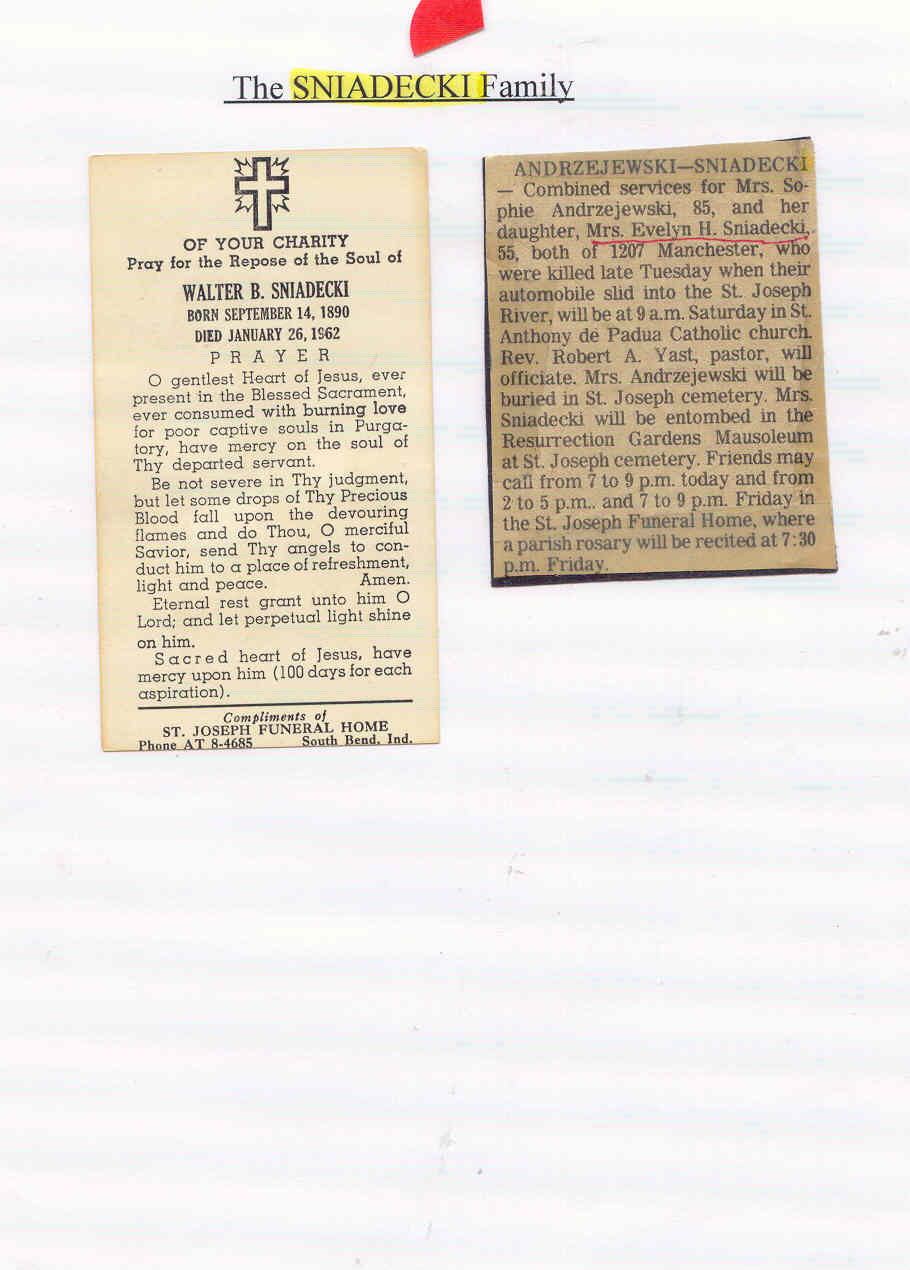 The SNIADECKI Family
OF YOUR CHARITY
Pray for the Repose of the Soul of
WALTER B. SNIADECKI
BORN SEPTEMBER 14, 1890
DIED JANUARY 26, 1962
PRAYER
O gentlest Heart of Jesus, ever
present in the Blessed Sacrament,
ever consumed with burning love
for poor captive souls in Purga-
tory, have mercy on the soul of
Thy departed servant.
Be not severe in Thy judgment,
but let some drops of Thy Precious
Blood fall upon the devouring
flames and do Thou, O merciful
Savior, send Thy angels to con-
duct him to a place of refreshment,
light and peace. Amen.
Eternal rest grant unto him O
Lord; and let perpetual light shine
on him.
Sacred heart of Jesus, have
mercy upon him (100 days for each
aspiration).
Compliments of
ST. JOSEPH FUNERAL HOME
Phone AT 8-4685 South Bend, Ind.
ANDRZEJEWSKI—SNIADECKI
— Combined services for Mrs. So-
phie Andrzejewski, 85, and her
daughter, Mrs. Evelyn H. Sniadecki,
55, both of 1207 Manchester, who
were killed late Tuesday when their
automobile slid into the St. Joseph
River, will be at 9 a.m. Saturday in St.
Anthony de Padua Catholic church.
Rev. Robert A. Yast, pastor, will
officiate. Mrs. Andrzejewski will be
buried in St. Joseph cemetery. Mrs.
Sniadecki will be entombed in the
Resurrection Gardens Mausoleum
at St. Joseph cemetery. Friends may
call from 7 to 9 p.m. today and from
2 to 5 p.m.. and 7 to 9 p.m. Friday in
the St. Joseph Funeral Home, where
a parish rosary will be recited at 7:30
p.m. Friday.